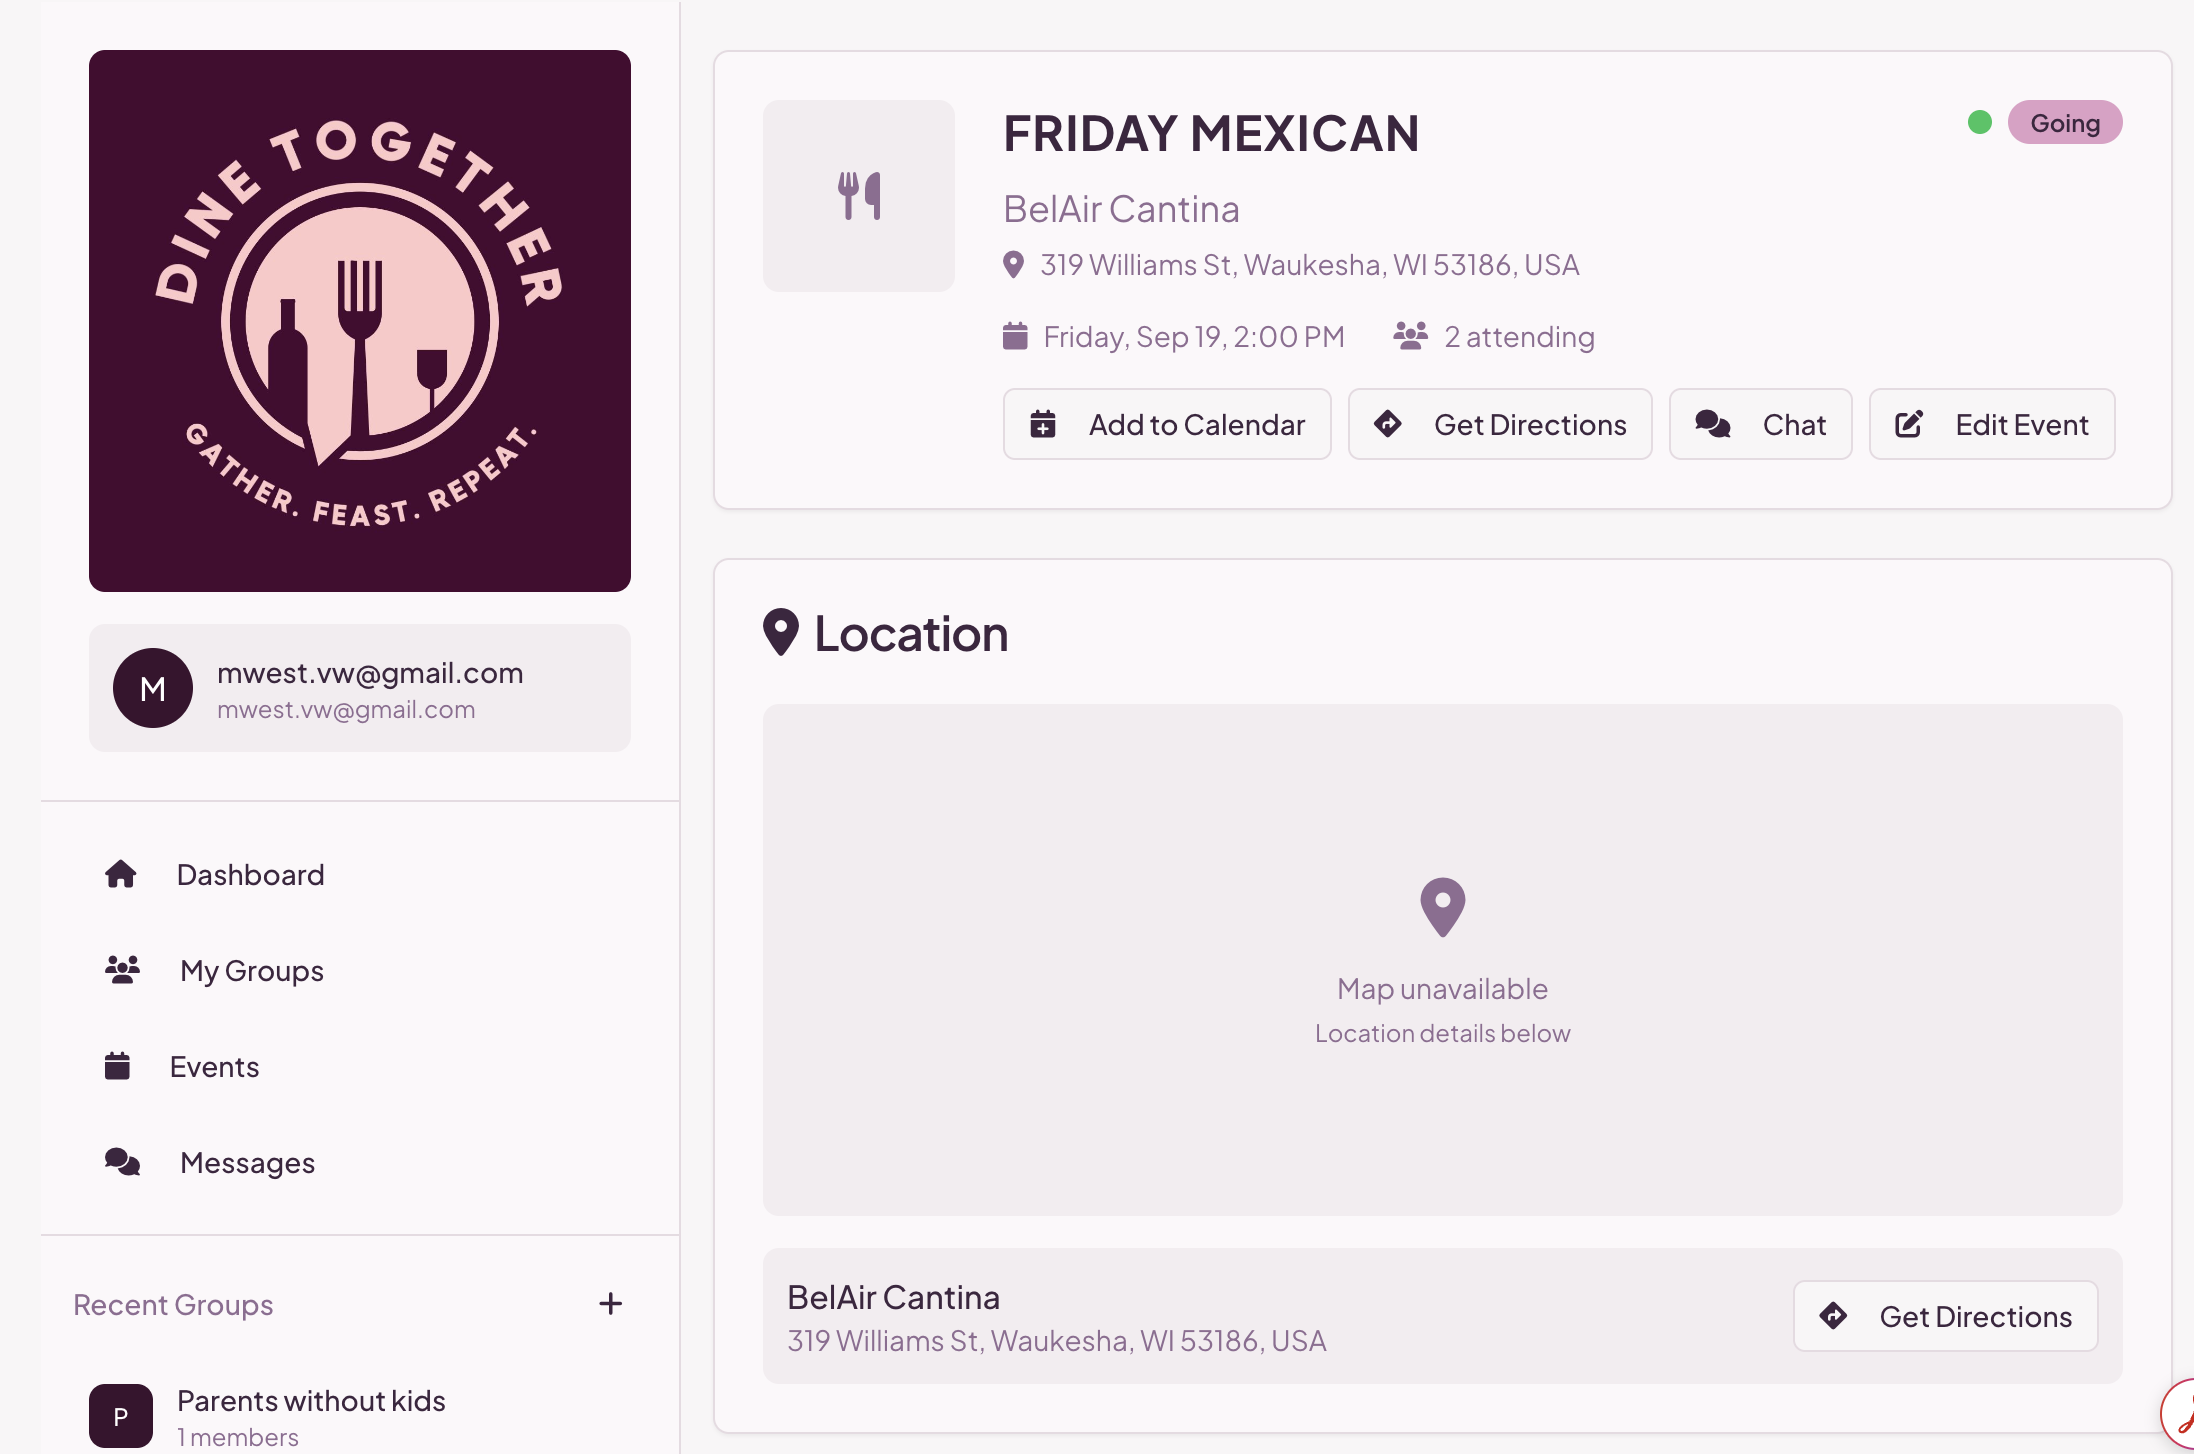 DINE TOGETHER
GATHER. FEAST. REPEAT.
M
mwest.vw@gmail.com
mwest.vw@gmail.com
Dashboard
My Groups
Events
Messages
Recent Groups
P
Parents without kids
1 members
FRIDAY MEXICAN
Going
BelAir Cantina
319 Williams St, Waukesha, WI 53186, USA
Friday, Sep 19, 2:00 PM 2 attending
Add to Calendar Get Directions Chat Edit Event
Location
Map unavailable
Location details below
BelAir Cantina
319 Williams St, Waukesha, WI 53186, USA
Get Directions